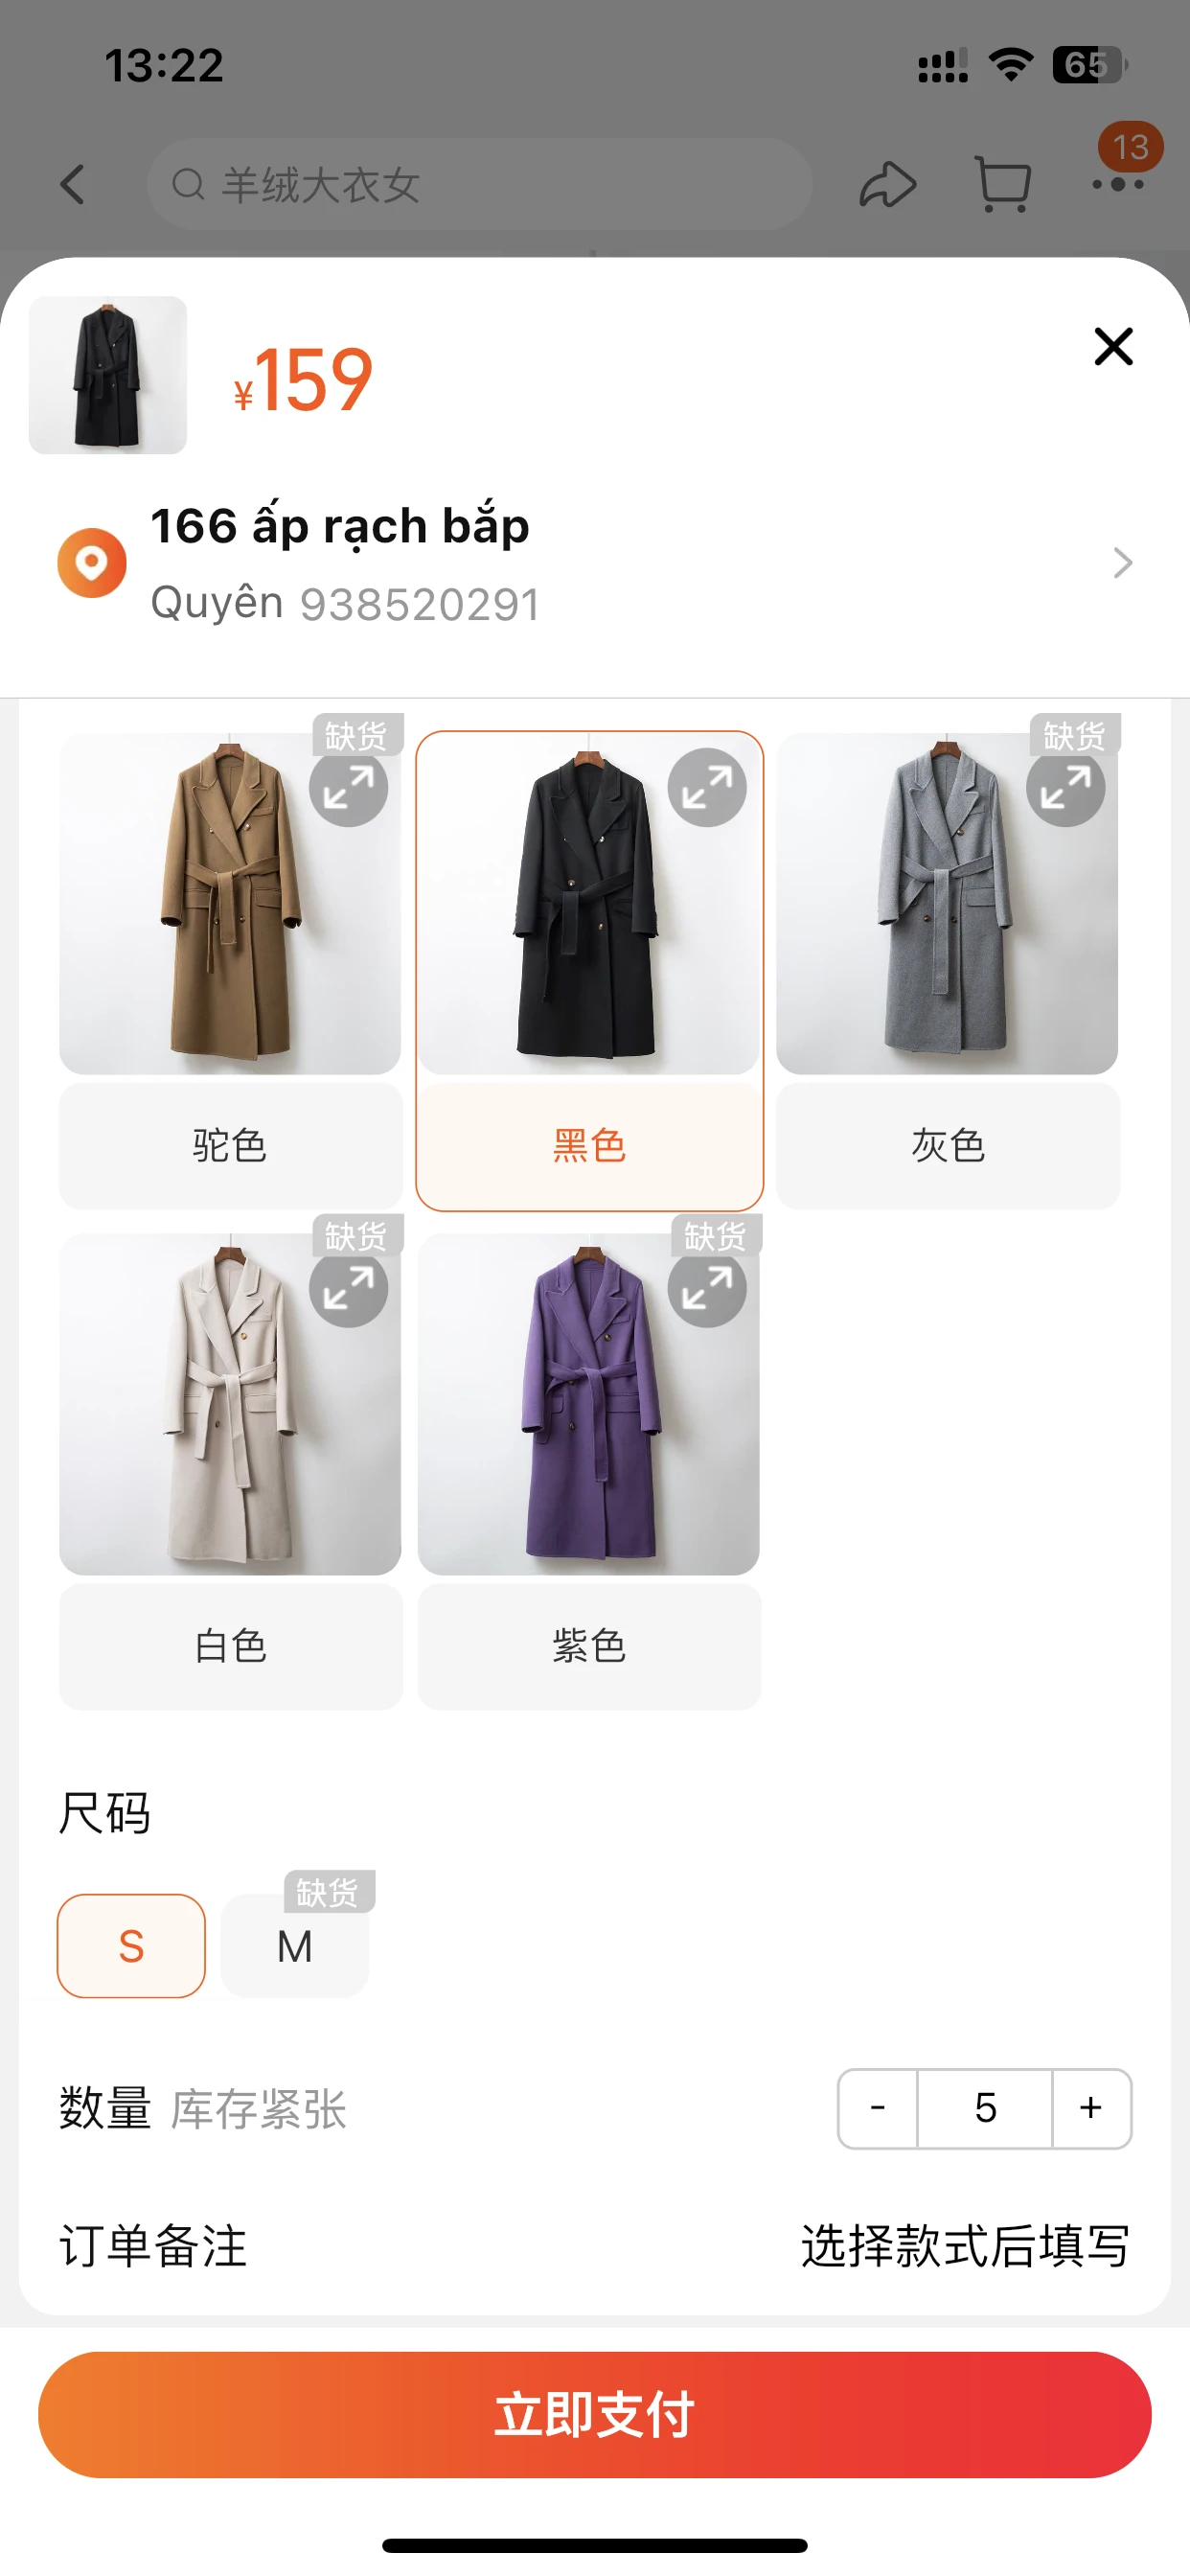 13:22
65
羊绒大衣女
13
¥159
166 ấp rạch bắp
Quyên 938520291
缺货
缺货
驼色
黑色
灰色
缺货
缺货
白色
紫色
尺码
缺货
S
M
数量 库存紧张
- 5 +
订单备注 选择款式后填写
立即支付